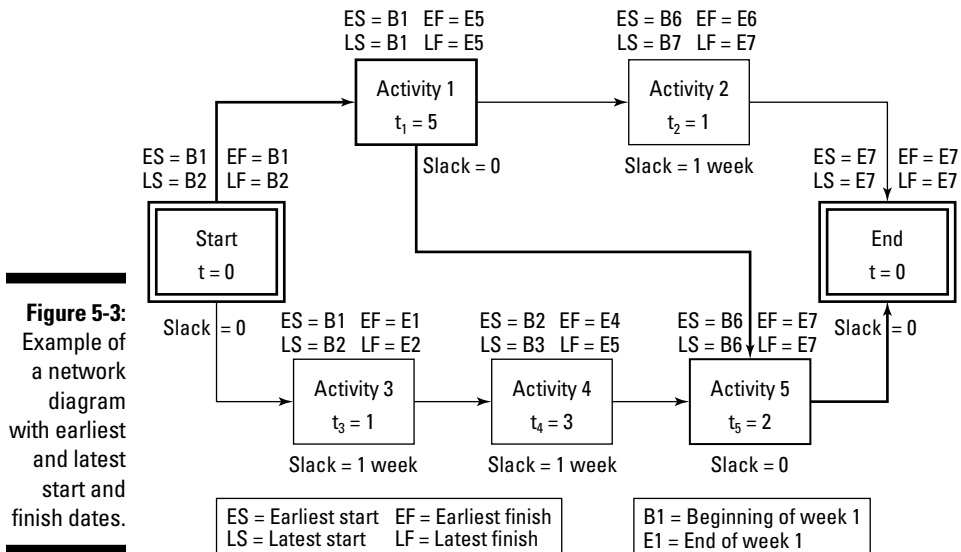 ES = B1 EF = E5
LS = B1 LF = E5
Activity 1
t1 = 5
Slack = 0
ES = B6 EF = E6
LS = B7 LF = E7
Activity 2
t2 = 1
Slack = 1 week
ES = B1 EF = B1
LS = B2 LF = B2
Start
t = 0
Slack = 0
ES = E7 EF = E7
LS = E7 LF = E7
End
t = 0
Slack = 0
ES = B1 EF = E1
LS = B2 LF = E2
Activity 3
t3 = 1
Slack = 1 week
ES = B2 EF = E4
LS = B3 LF = E5
Activity 4
t4 = 3
Slack = 1 week
ES = B6 EF = E7
LS = B6 LF = E7
Activity 5
t5 = 2
Slack = 0
Figure 5-3:
Example of
a network
diagram
with earliest
and latest
start and
finish dates.
ES = Earliest start EF = Earliest finish
LS = Latest start LF = Latest finish
B1 = Beginning of week 1
E1 = End of week 1